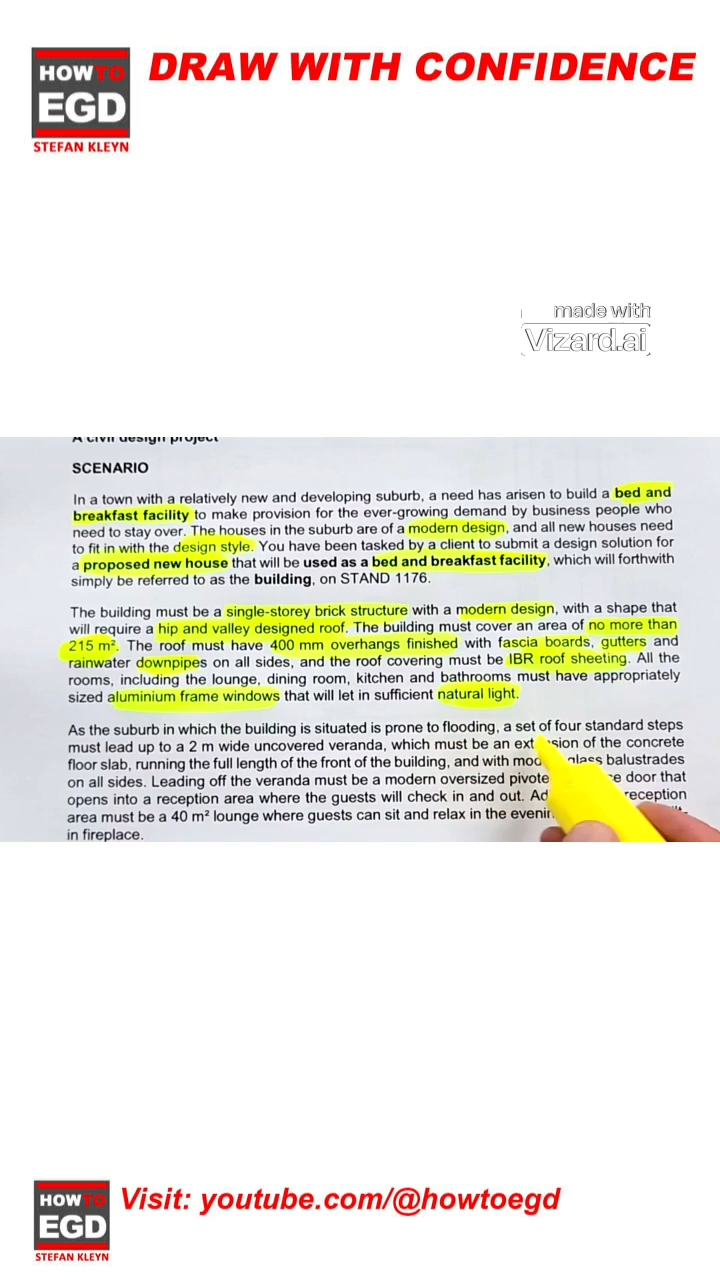 HOWTO
EGD
STEFAN KLEYN
DRAW WITH CONFIDENCE
made with
Vizard.ai
A civil design project
SCENARIO
In a town with a relatively new and developing suburb, a need has arisen to build a bed and
breakfast facility to make provision for the ever-growing demand by business people who
need to stay over. The houses in the suburb are of a modern design, and all new houses need
to fit in with the design style. You have been tasked by a client to submit a design solution for
a proposed new house that will be used as a bed and breakfast facility, which will forthwith
simply be referred to as the building, on STAND 1176.
The building must be a single-storey brick structure with a modern design, with a shape that
will require a hip and valley designed roof. The building must cover an area of no more than
215 m². The roof must have 400 mm overhangs finished with fascia boards, gutters and
rainwater downpipes on all sides, and the roof covering must be IBR roof sheeting. All the
rooms, including the lounge, dining room, kitchen and bathrooms must have appropriately
sized aluminium frame windows that will let in sufficient natural light.
As the suburb in which the building is situated is prone to flooding, a set of four standard steps
must lead up to a 2 m wide uncovered veranda, which must be an extension of the concrete
floor slab, running the full length of the front of the building, and with glass balustrades
on all sides. Leading off the veranda must be a modern oversized door that
opens into a reception area where the guests will check in and out. reception
area must be a 40 m² lounge where guests can sit and relax in the
in fireplace.
HOWTO
EGD
STEFAN KLEYN
Visit: youtube.com/@howtoegd